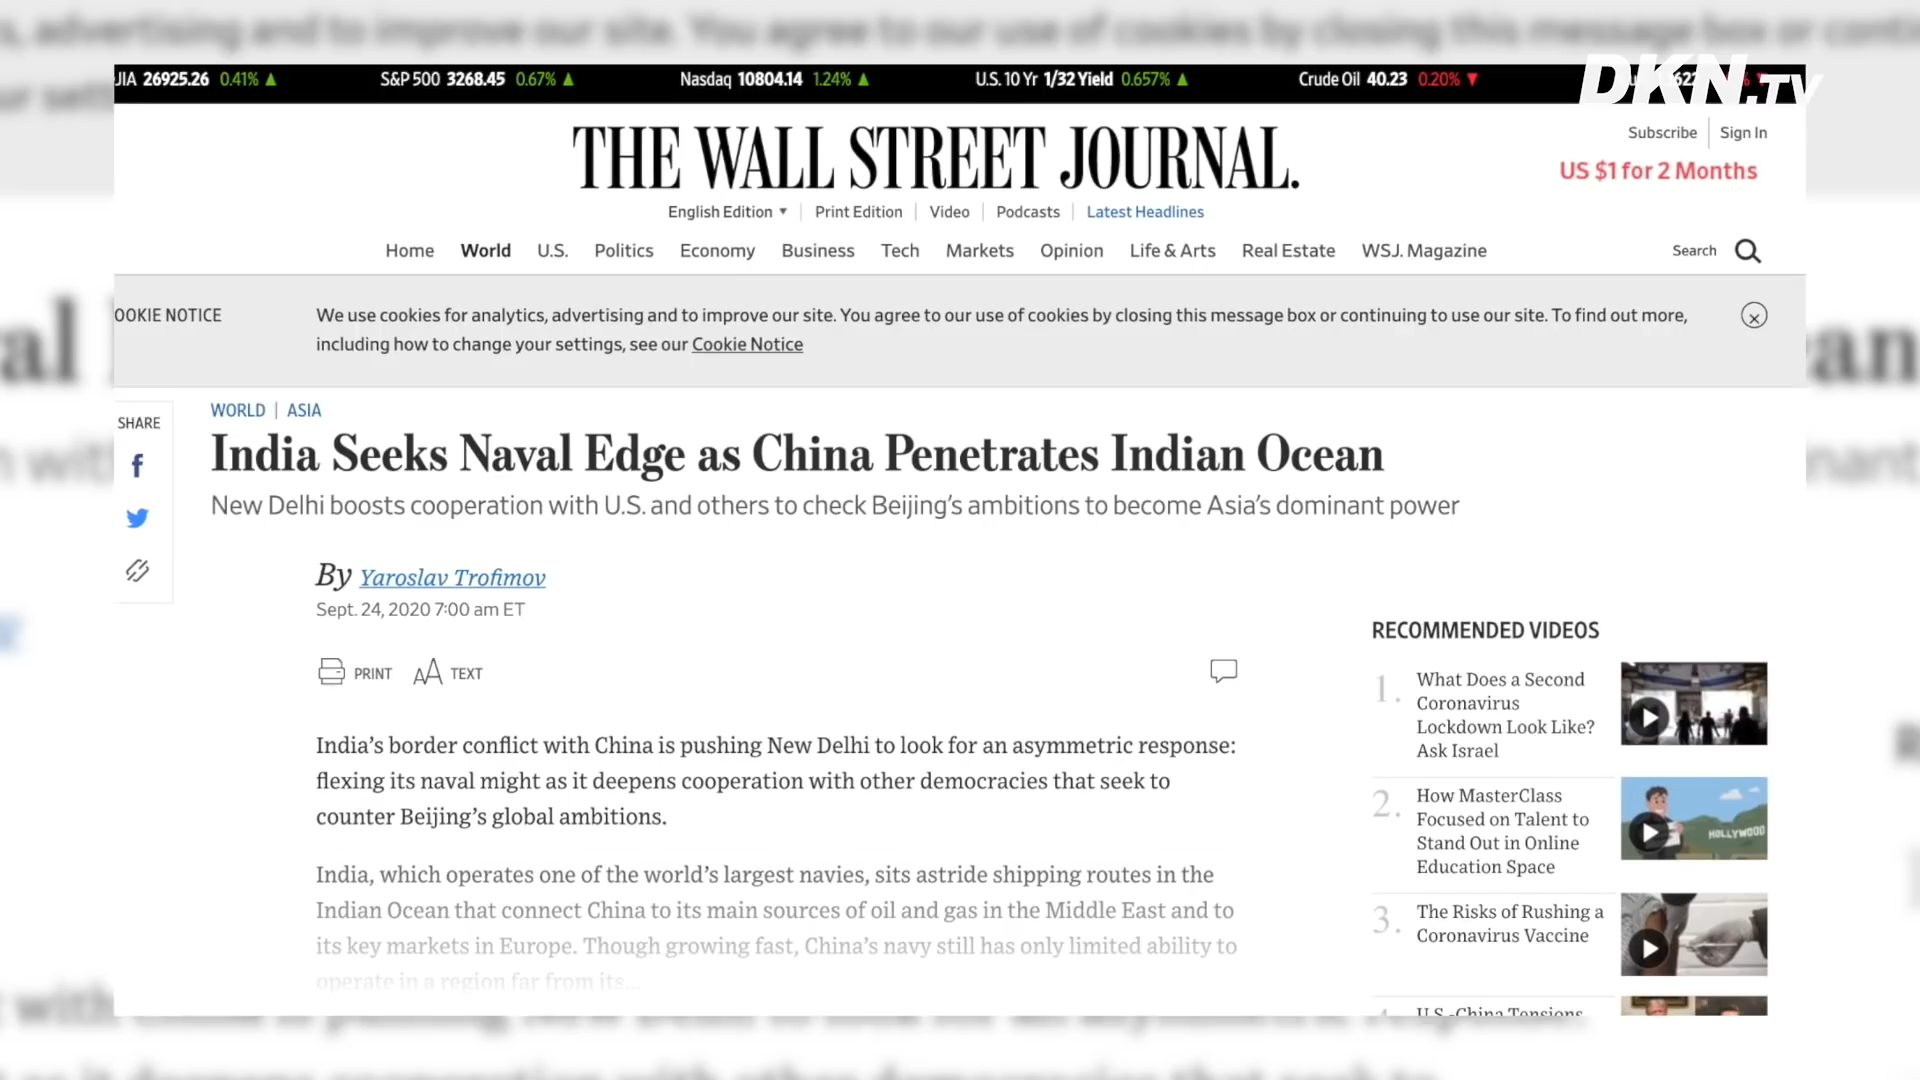 JIA 26925.26 0.41% ▲ S&P 500 3268.45 0.67% ▲ Nasdaq 10804.14 1.24% ▲ U.S. 10 Yr 1/32 Yield 0.657% ▲ Crude Oil 40.23 0.20% ▼
DKN.TV
THE WALL STREET JOURNAL.
Subscribe Sign In
US $1 for 2 Months
English Edition ▼ Print Edition Video Podcasts Latest Headlines
Home World U.S. Politics Economy Business Tech Markets Opinion Life & Arts Real Estate WSJ. Magazine Search
OOKIE NOTICE
We use cookies for analytics, advertising and to improve our site. You agree to our use of cookies by closing this message box or continuing to use our site. To find out more,
including how to change your settings, see our Cookie Notice
SHARE
WORLD | ASIA
India Seeks Naval Edge as China Penetrates Indian Ocean
New Delhi boosts cooperation with U.S. and others to check Beijing’s ambitions to become Asia’s dominant power
By Yaroslav Trofimov
Sept. 24, 2020 7:00 am ET
PRINT AA TEXT
India’s border conflict with China is pushing New Delhi to look for an asymmetric response:
flexing its naval might as it deepens cooperation with other democracies that seek to
counter Beijing’s global ambitions.
India, which operates one of the world’s largest navies, sits astride shipping routes in the
Indian Ocean that connect China to its main sources of oil and gas in the Middle East and to
its key markets in Europe. Though growing fast, China’s navy still has only limited ability to
operate in a region far from its...
RECOMMENDED VIDEOS
1. What Does a Second
Coronavirus
Lockdown Look Like?
Ask Israel
2. How MasterClass
Focused on Talent to
Stand Out in Online
Education Space
HOLLYWOOD
3. The Risks of Rushing a
Coronavirus Vaccine
U.S.-China Tensions